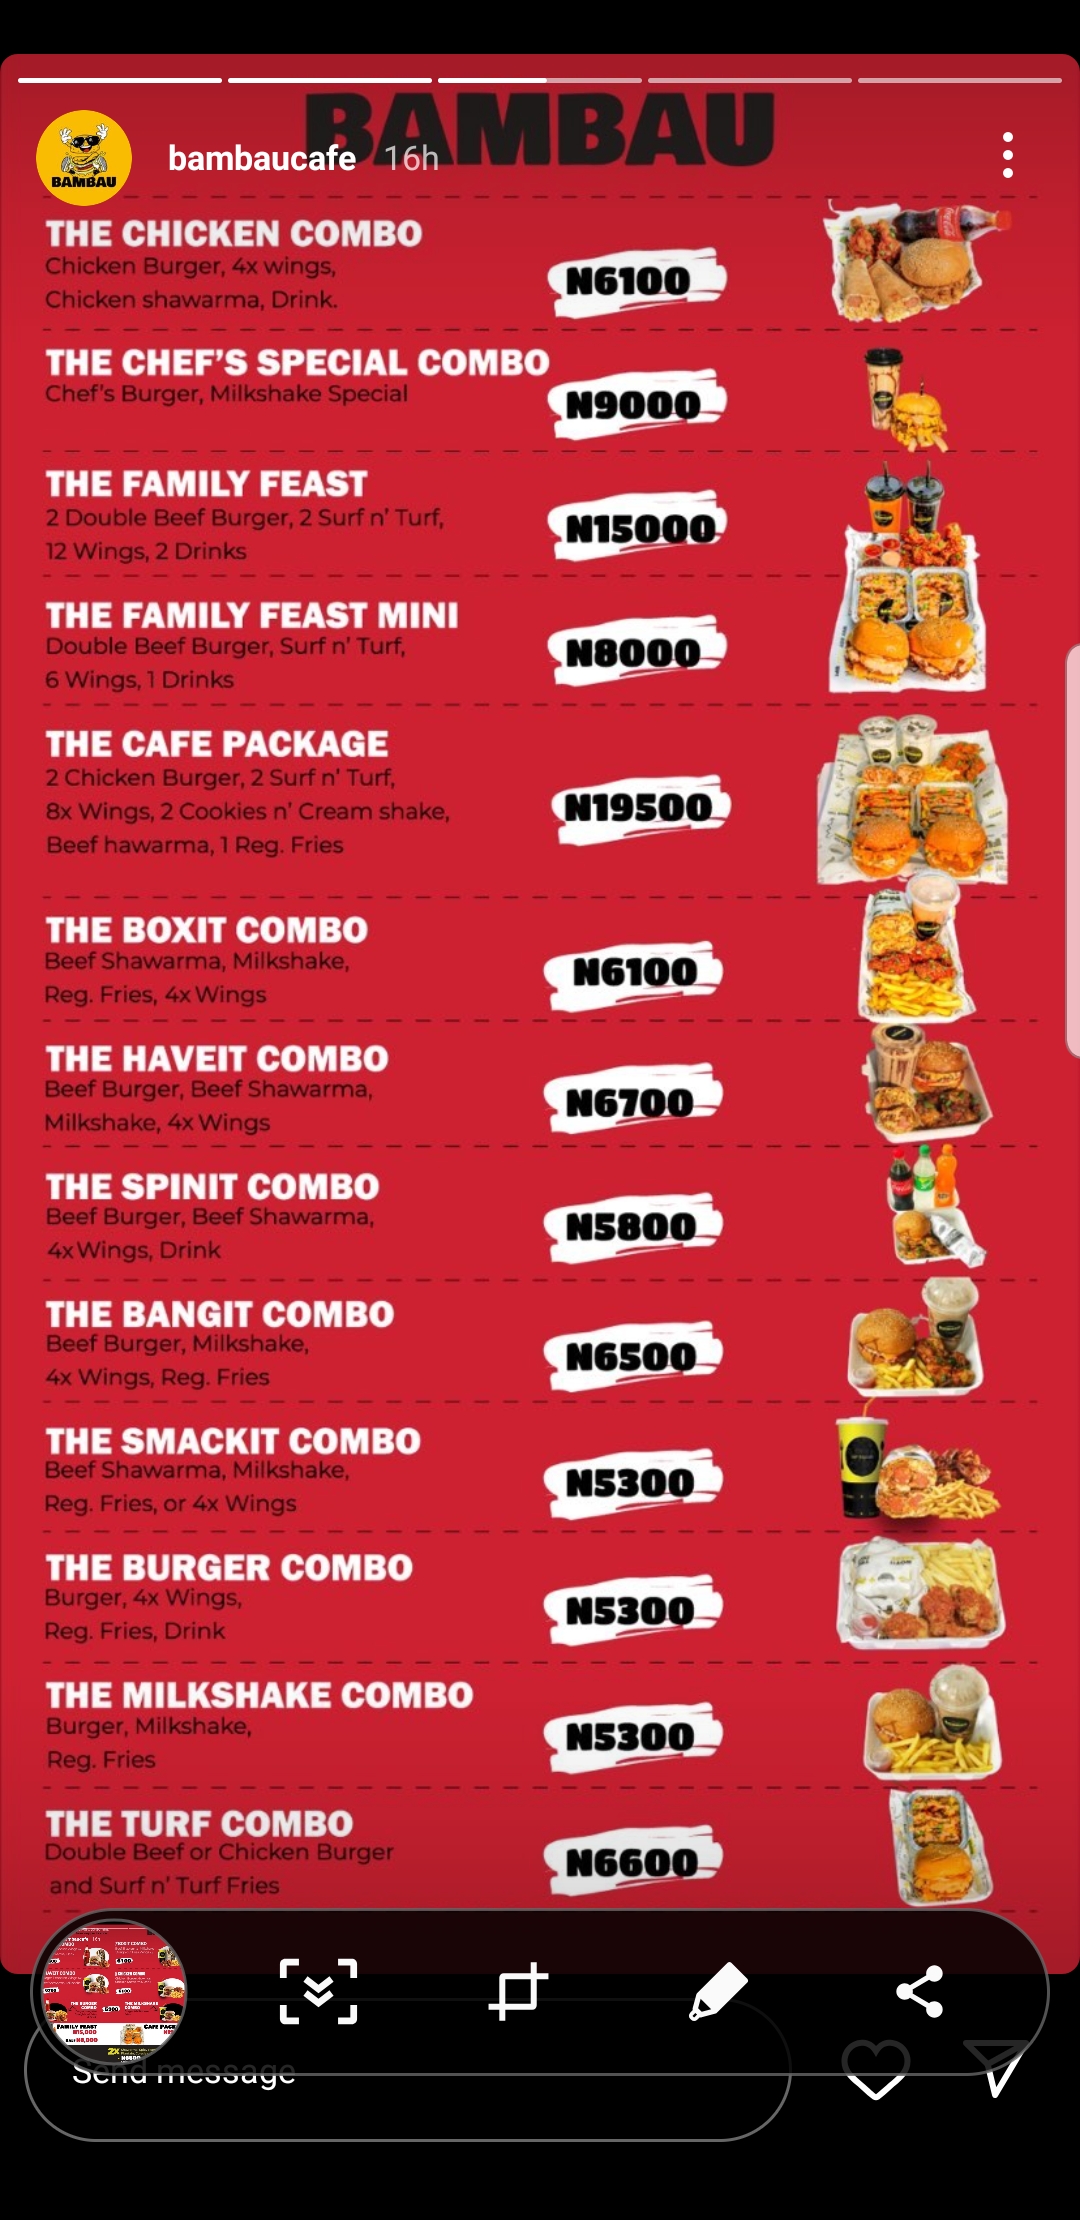 BAMBAU
BAMBAU
bambaucafe 16h
THE CHICKEN COMBO
Chicken Burger, 4x wings,
Chicken shawarma, Drink.
N6100
THE CHEF'S SPECIAL COMBO
Chef's Burger, Milkshake Special
N9000
THE FAMILY FEAST
2 Double Beef Burger, 2 Surf n' Turf,
12 Wings, 2 Drinks
N15000
THE FAMILY FEAST MINI
Double Beef Burger, Surf n' Turf,
6 Wings, 1 Drinks
N8000
THE CAFE PACKAGE
2 Chicken Burger, 2 Surf n' Turf,
8x Wings, 2 Cookies n' Cream shake,
Beef hawarma, 1 Reg. Fries
N19500
THE BOXIT COMBO
Beef Shawarma, Milkshake,
Reg. Fries, 4x Wings
N6100
THE HAVEIT COMBO
Beef Burger, Beef Shawarma,
Milkshake, 4x Wings
N6700
THE SPINIT COMBO
Beef Burger, Beef Shawarma,
4x Wings, Drink
N5800
THE BANGIT COMBO
Beef Burger, Milkshake,
4x Wings, Reg. Fries
N6500
THE SMACKIT COMBO
Beef Shawarma, Milkshake,
Reg. Fries, or 4x Wings
N5300
THE BURGER COMBO
Burger, 4x Wings,
Reg. Fries, Drink
N5300
THE MILKSHAKE COMBO
Burger, Milkshake,
Reg. Fries
N5300
THE TURF COMBO
Double Beef or Chicken Burger
and Surf n' Turf Fries
N6600
Send message